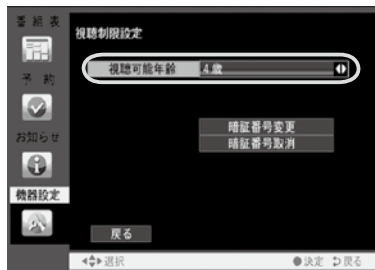 番組表
視聴制限設定
視聴可能年齢 4歳
予約
暗証番号変更
お知らせ
暗証番号取消
機器設定
戻る
選択 ●決定 戻る